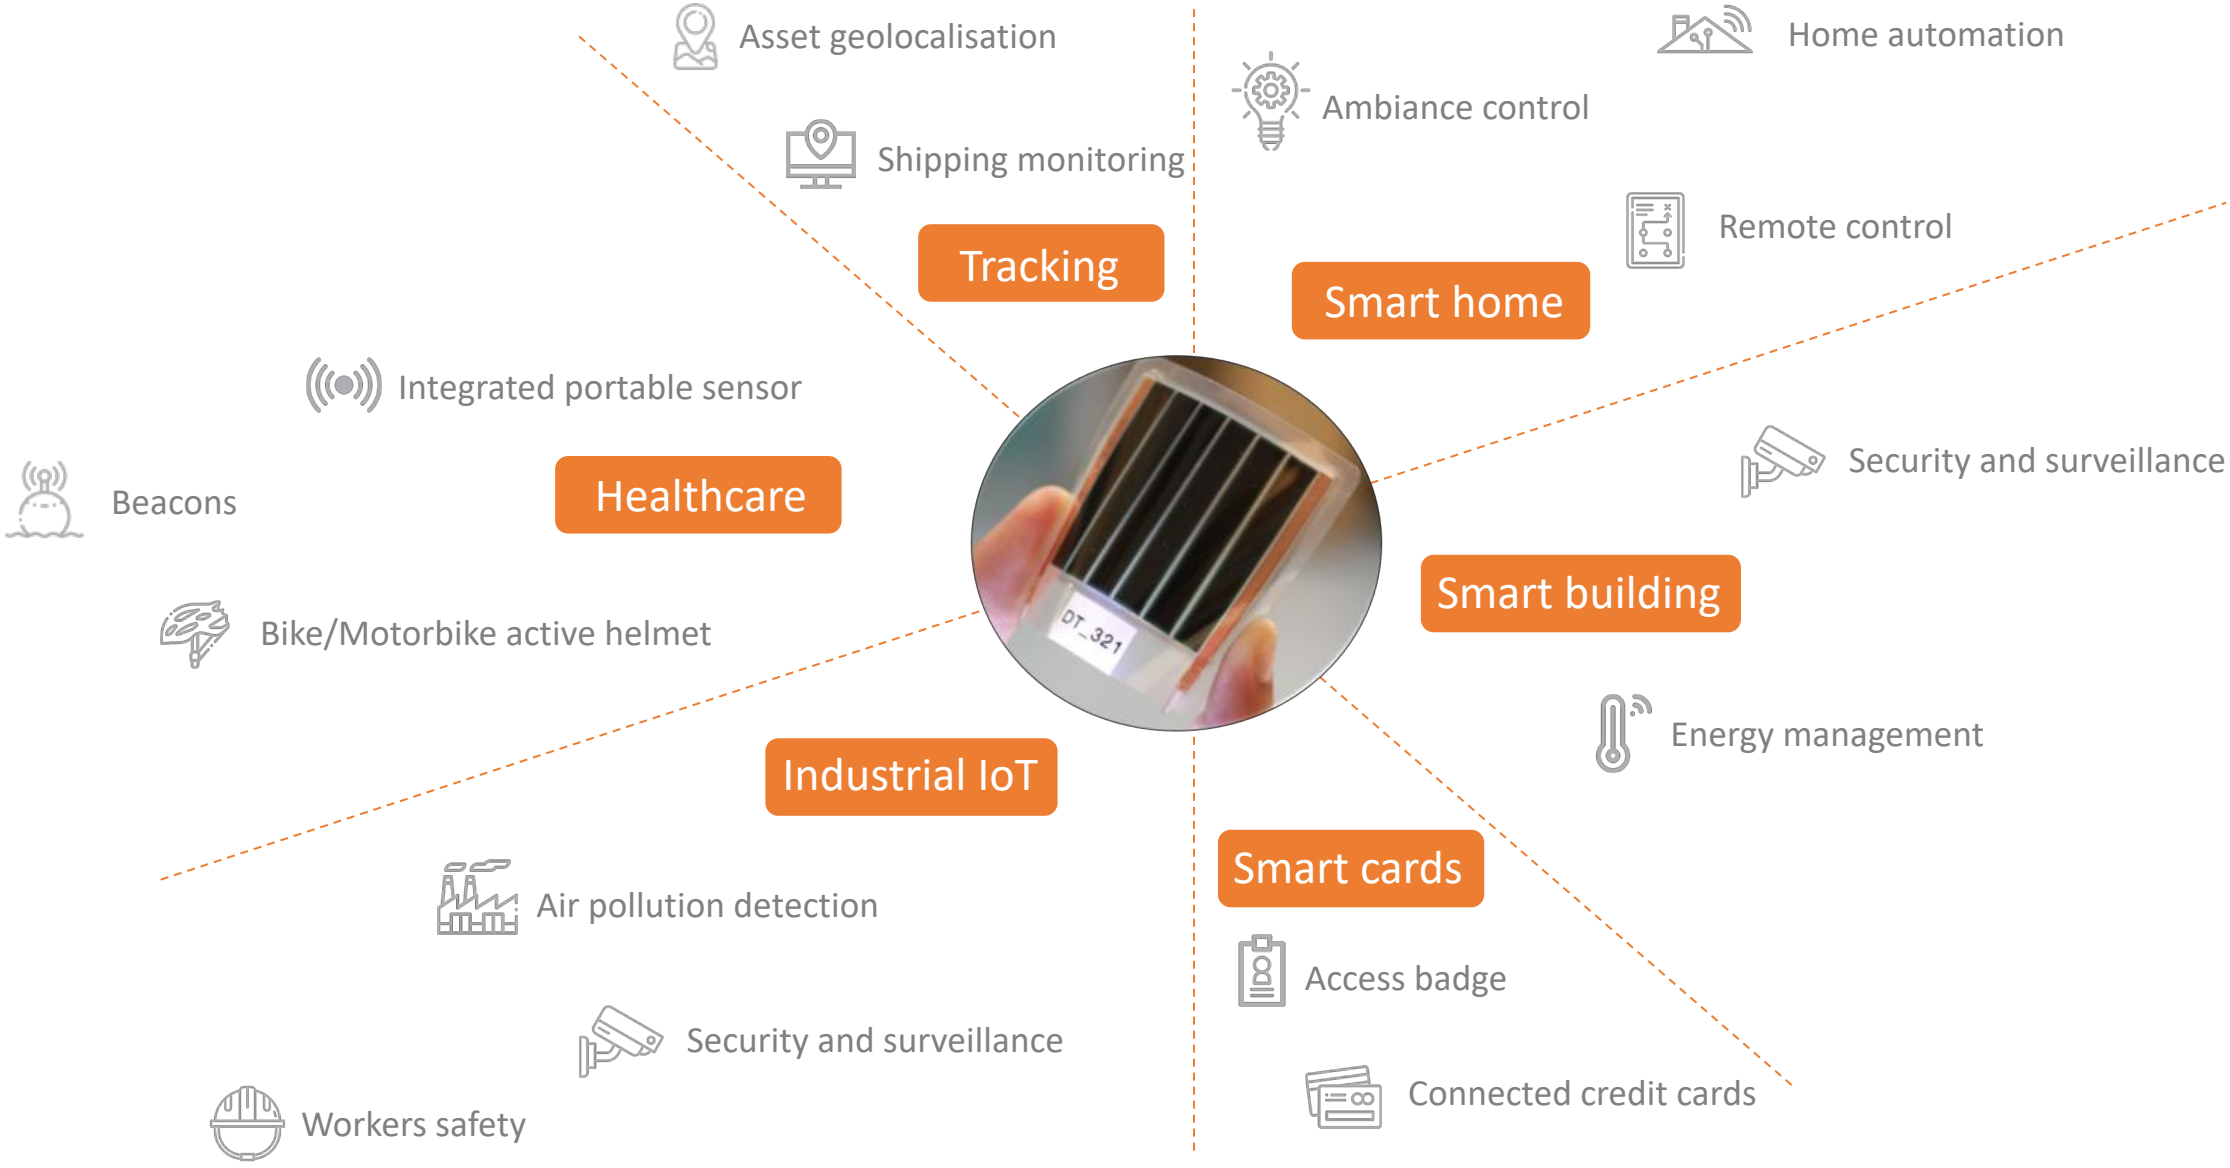 Asset geolocalisation
Shipping monitoring
Tracking
Home automation
Ambiance control
Remote control
Smart home
Integrated portable sensor
Beacons
Healthcare
Bike/Motorbike active helmet
Security and surveillance
Smart building
Energy management
DT_321
Industrial IoT
Air pollution detection
Security and surveillance
Workers safety
Smart cards
Access badge
Connected credit cards